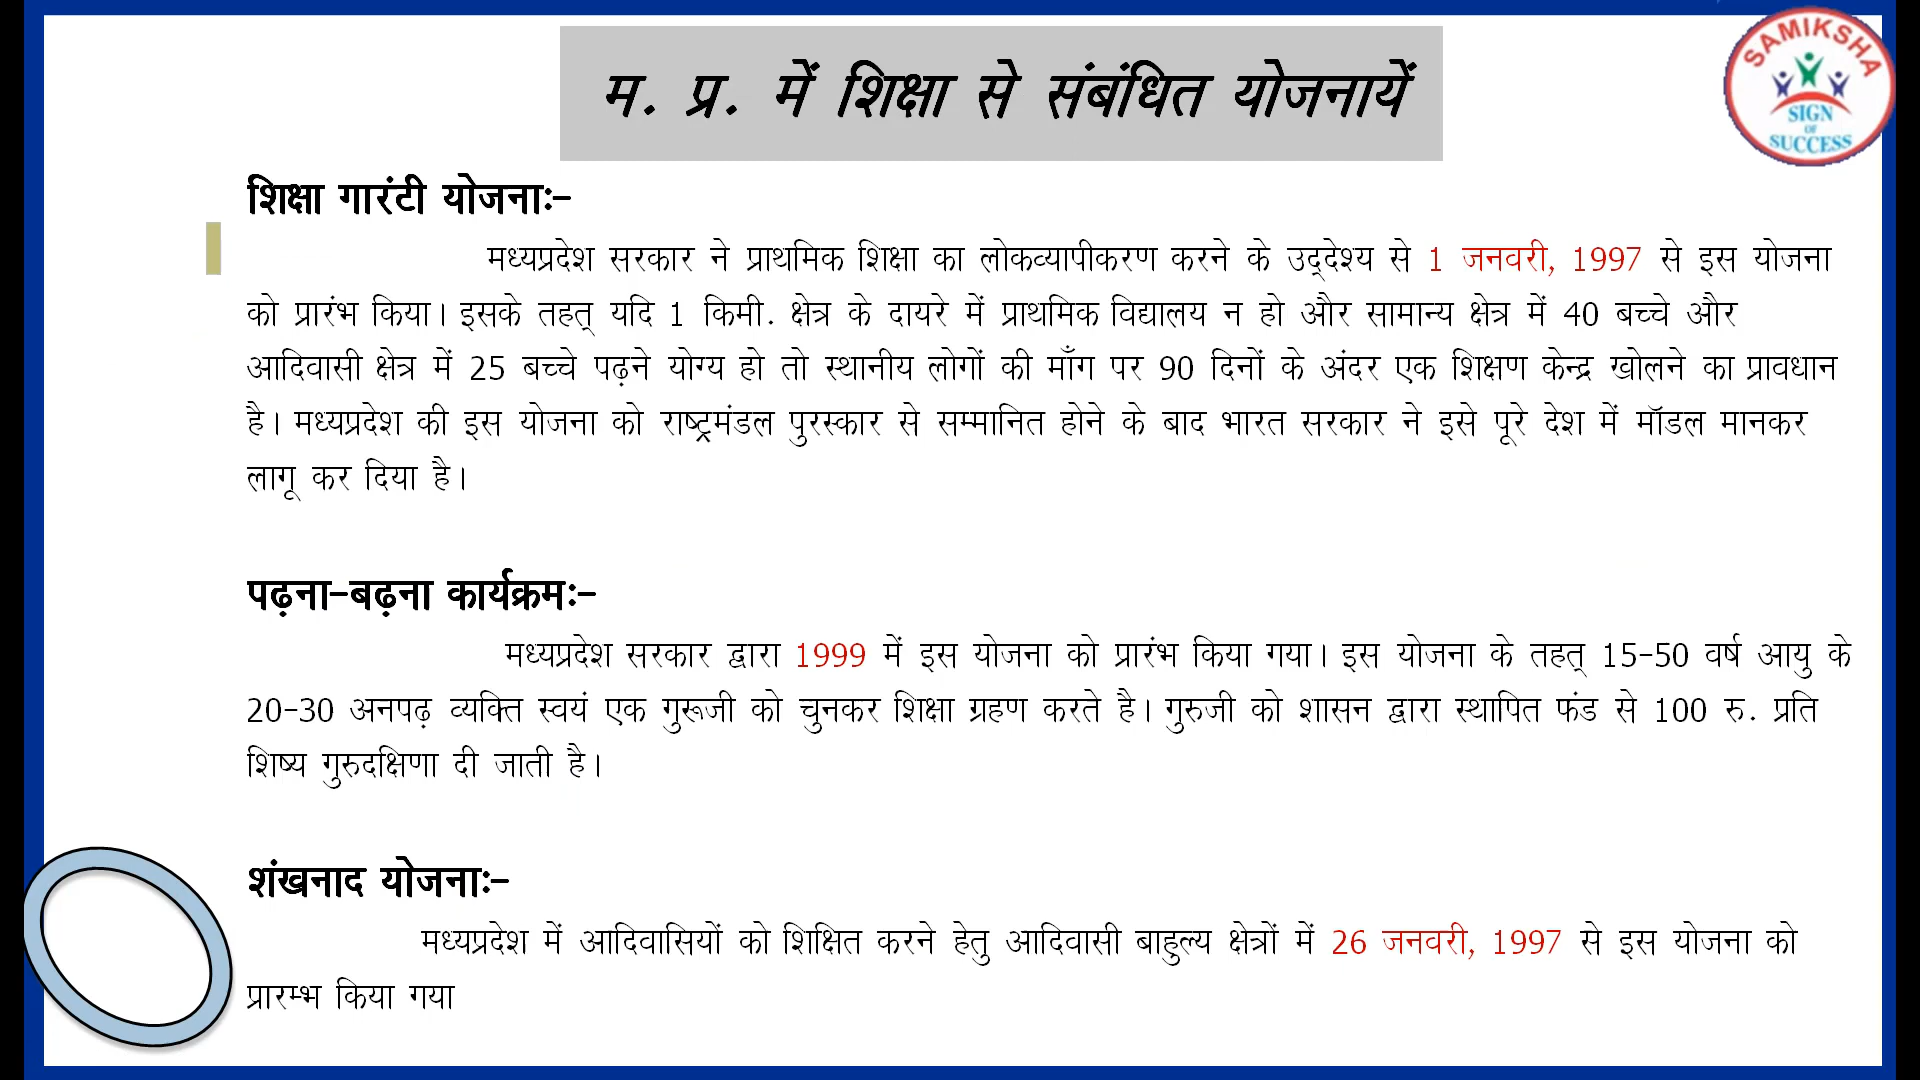 म. प्र. में शिक्षा से संबंधित योजनायें
SAMIKSHA
SIGN
OF
SUCCESS
शिक्षा गारंटी योजनाः-
मध्यप्रदेश सरकार ने प्राथमिक शिक्षा का लोकव्यापीकरण करने के उद्देश्य से 1 जनवरी, 1997 से इस योजना
को प्रारंभ किया। इसके तहत् यदि 1 किमी. क्षेत्र के दायरे में प्राथमिक विद्यालय न हो और सामान्य क्षेत्र में 40 बच्चे और
आदिवासी क्षेत्र में 25 बच्चे पढ़ने योग्य हो तो स्थानीय लोगों की माँग पर 90 दिनों के अंदर एक शिक्षण केन्द्र खोलने का प्रावधान
है। मध्यप्रदेश की इस योजना को राष्ट्रमंडल पुरस्कार से सम्मानित होने के बाद भारत सरकार ने इसे पूरे देश में मॉडल मानकर
लागू कर दिया है।
पढ़ना-बढ़ना कार्यक्रमः-
मध्यप्रदेश सरकार द्वारा 1999 में इस योजना को प्रारंभ किया गया। इस योजना के तहत् 15-50 वर्ष आयु के
20-30 अनपढ़ व्यक्ति स्वयं एक गुरूजी को चुनकर शिक्षा ग्रहण करते है। गुरुजी को शासन द्वारा स्थापित फंड से 100 रु. प्रति
शिष्य गुरुदक्षिणा दी जाती है।
शंखनाद योजनाः-
मध्यप्रदेश में आदिवासियों को शिक्षित करने हेतु आदिवासी बाहुल्य क्षेत्रों में 26 जनवरी, 1997 से इस योजना को
प्रारम्भ किया गया